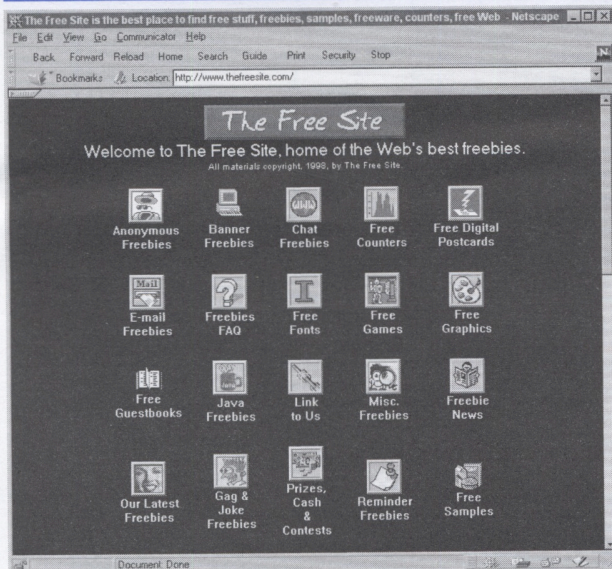 The Free Site is the best place to find free stuff, freebies, samples, freeware, counters, free Web - Netscape
File Edit View Go Communicator Help
Back Forward Reload Home Search Guide Print Security Stop
Bookmarks Location: http://www.thefreesite.com/
The Free Site
Welcome to The Free Site, home of the Web's best freebies.
All materials copyright, 1998, by The Free Site.
Anonymous
Freebies
Banner
Freebies
Chat
Freebies
Free
Counters
Free Digital
Postcards
Mail
E-mail
Freebies
Freebies
FAQ
Free
Fonts
Free
Games
Free
Graphics
Free
Guestbooks
Java
Freebies
Link
to Us
Misc.
Freebies
Freebie
News
Our Latest
Freebies
Gag &
Joke
Freebies
Prizes,
Cash
&
Contests
Reminder
Freebies
Free
Samples
Document: Done